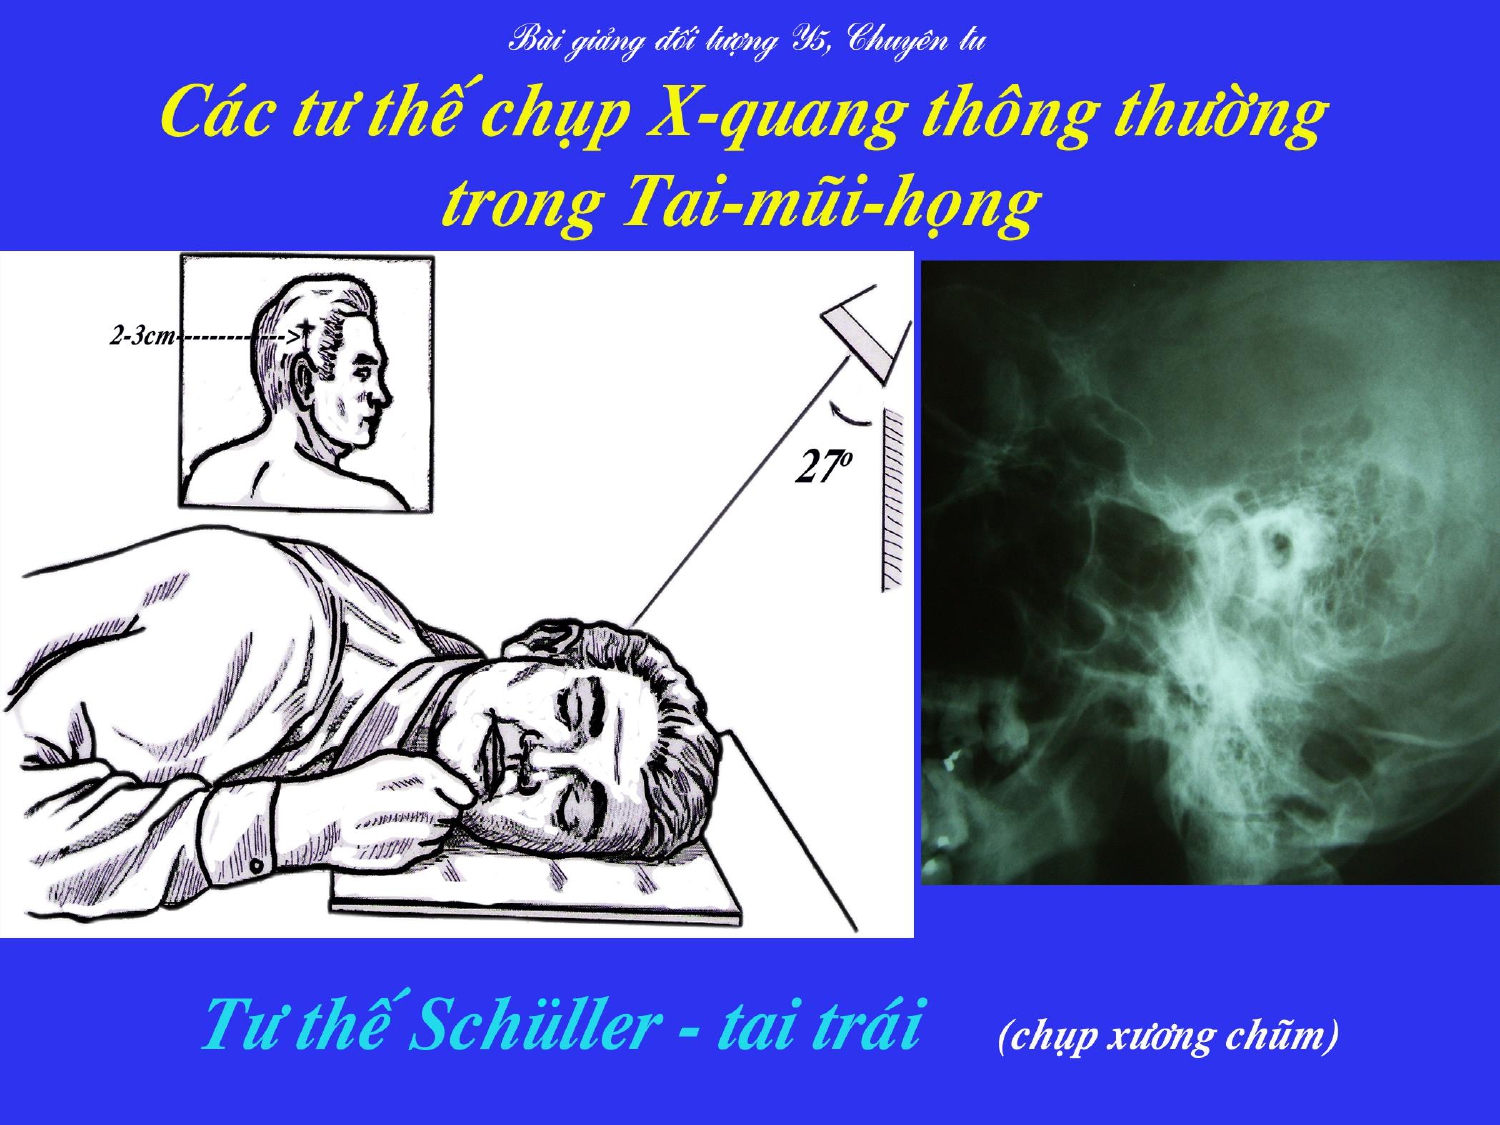 Bài giảng đối tượng Y5, Chuyên tu
Các tư thế chụp X-quang thông thường
trong Tai-mũi-họng
2-3cm------------->
27º
Tư thế Schüller - tai trái (chụp xương chũm)